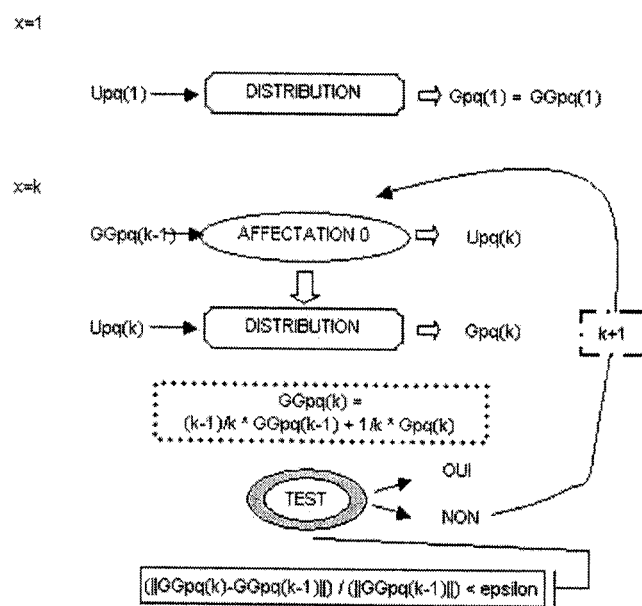 x=1
Upq(1)
DISTRIBUTION
Gpq(1) = GGpq(1)
x=k
GGpq(k-1)
AFFECTATION 0
Upq(k)
Upq(k)
DISTRIBUTION
Gpq(k)
k+1
GGpq(k) =
(k-1)/k * GGpq(k-1) + 1/k * Gpq(k)
TEST
OUI
NON
(||GGpq(k)-GGpq(k-1)||) / (||GGpq(k-1)||) < epsilon